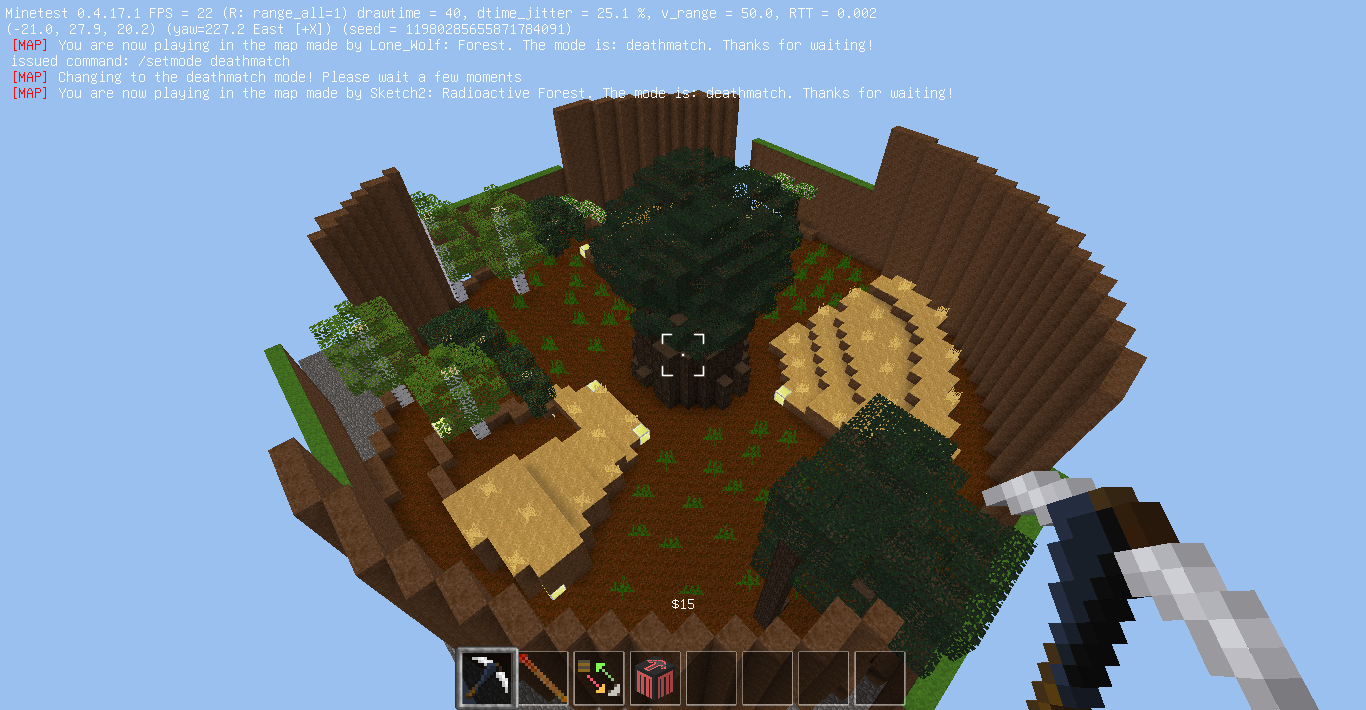 Minetest 0.4.17.1 FPS = 22 (R: range_all=1) drawtime = 40, dtime_jitter = 25.1 %, v_range = 50.0, RTT = 0.002
(-21.0, 27.9, 20.2) (yaw=227.2 East [+X]) (seed = 11980285655871784091)
[MAP] You are now playing in the map made by Lone_Wolf: Forest. The mode is: deathmatch. Thanks for waiting!
issued command: /setmode deathmatch
[MAP] Changing to the deathmatch mode! Please wait a few moments
[MAP] You are now playing in the map made by Sketch2: Radioactive Forest. The mode is: deathmatch. Thanks for waiting!
$15